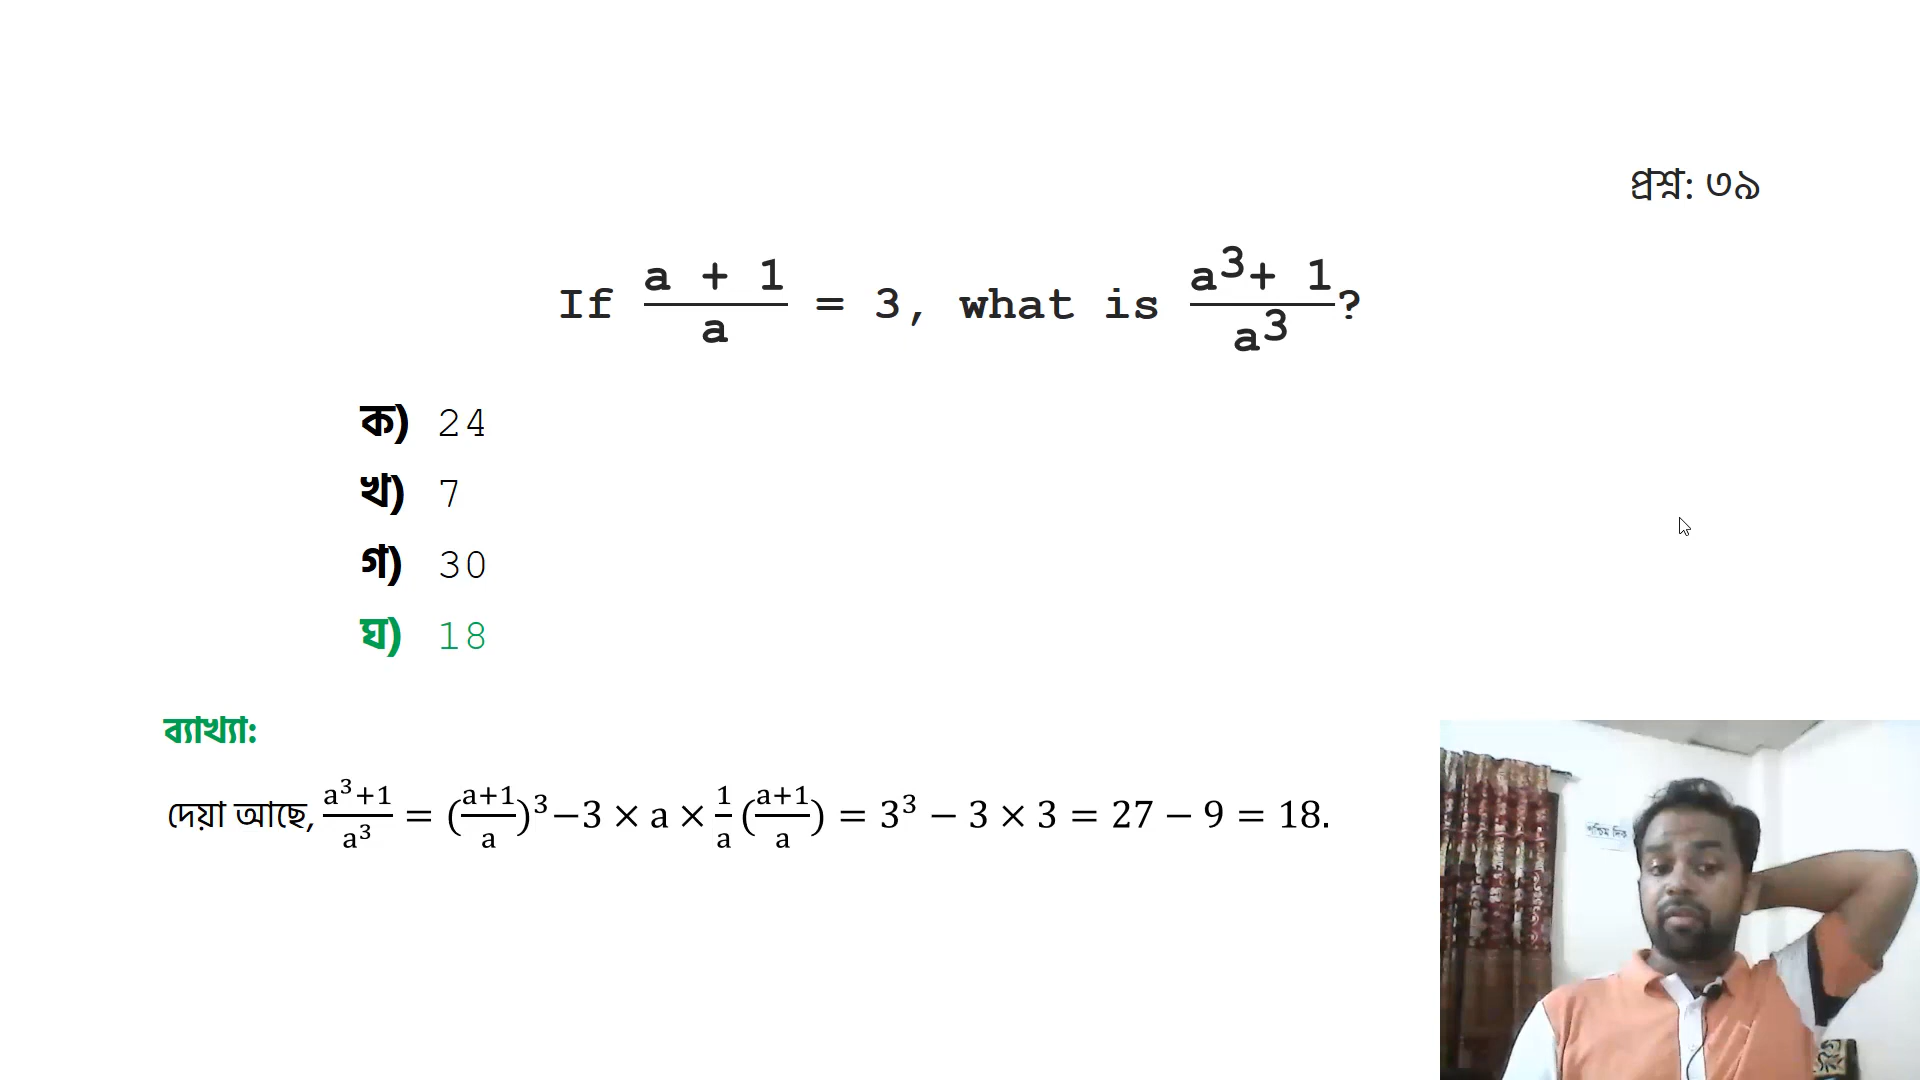 প্রশ্ন: ৩৯
If (a + 1)/a = 3, what is (a³+ 1)/a³?
ক) 24
খ) 7
গ) 30
ঘ) 18
ব্যাখ্যা:
দেয়া আছে, (a³+1)/a³ = ((a+1)/a)³−3 × a × 1/a ((a+1)/a) = 3³ − 3 × 3 = 27 − 9 = 18.
পশ্চিম দিক